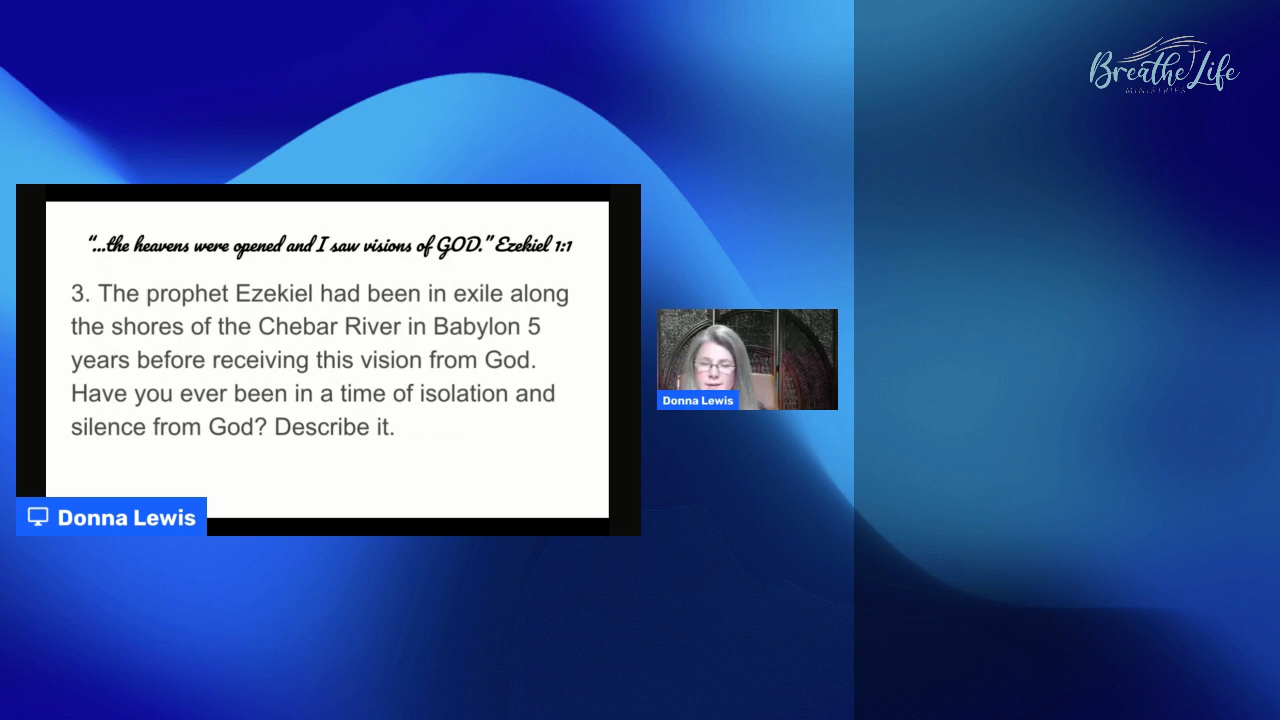 Breathe Life
MINISTRIES
“...the heavens were opened and I saw visions of GOD.” Ezekiel 1:1
3. The prophet Ezekiel had been in exile along
the shores of the Chebar River in Babylon 5
years before receiving this vision from God.
Have you ever been in a time of isolation and
silence from God? Describe it.
Donna Lewis
Donna Lewis